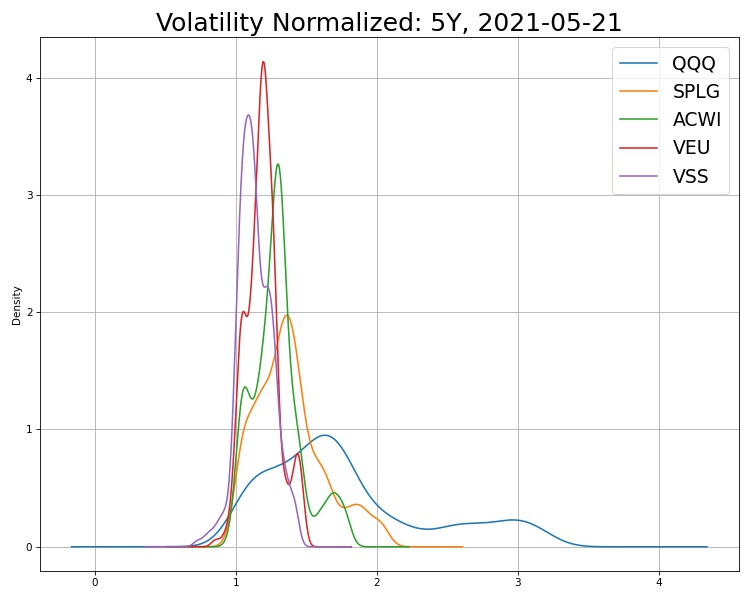 Volatility Normalized: 5Y, 2021-05-21
QQQ
SPLG
ACWI
VEU
VSS
Density
4
3
2
1
0
0 1 2 3 4